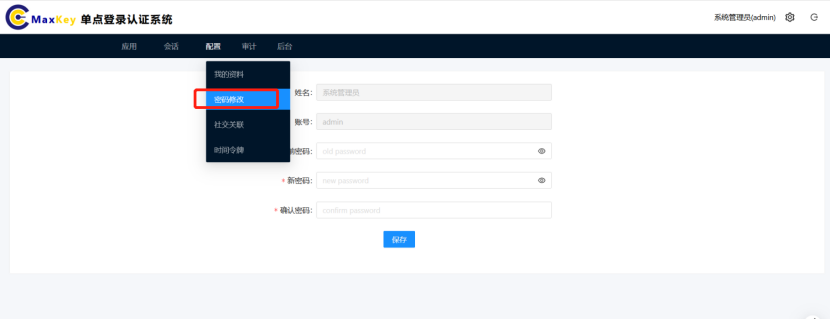 MaxKey 单点登录认证系统
系统管理员(admin)
应用 会话 配置 审计 后台
我的资料
密码修改
社交关联
时间令牌
姓名: 系统管理员
账号: admin
密码: old password
* 新密码: new password
* 确认密码: confirm password
保存